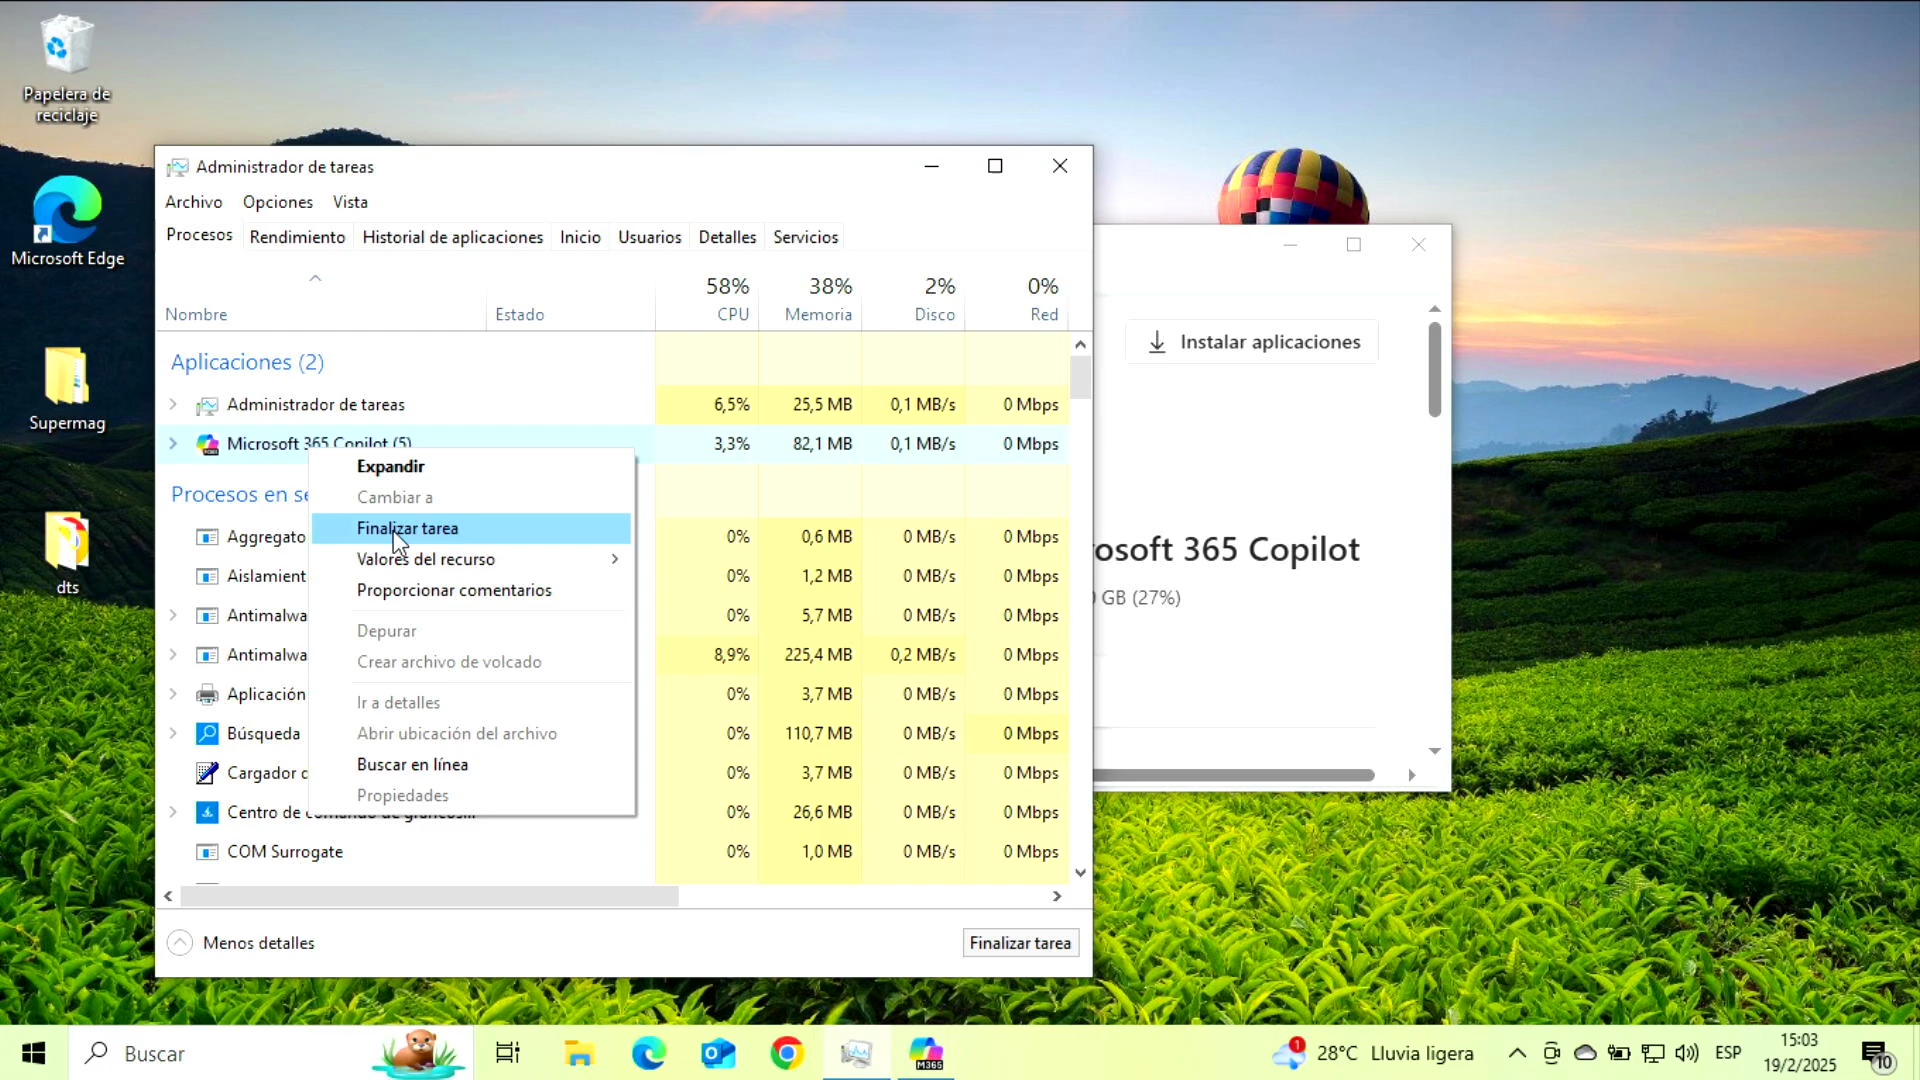 Papelera de
reciclaje
Microsoft Edge
Supermag
dts
Administrador de tareas
Archivo Opciones Vista
Procesos Rendimiento Historial de aplicaciones Inicio Usuarios Detalles Servicios
58% 38% 2% 0%
Nombre Estado CPU Memoria Disco Red
Aplicaciones (2)
Administrador de tareas 6,5% 25,5 MB 0,1 MB/s 0 Mbps
Microsoft 365 Copilot (5) 3,3% 82,1 MB 0,1 MB/s 0 Mbps
Procesos en se
Aggregato 0% 0,6 MB 0 MB/s 0 Mbps
Aislamient 0% 1,2 MB 0 MB/s 0 Mbps
Antimalwa 0% 5,7 MB 0 MB/s 0 Mbps
Antimalwa 8,9% 225,4 MB 0,2 MB/s 0 Mbps
Aplicación 0% 3,7 MB 0 MB/s 0 Mbps
Búsqueda 0% 110,7 MB 0 MB/s 0 Mbps
Cargador 0% 3,7 MB 0 MB/s 0 Mbps
Centro de comando de gráficos... 0% 26,6 MB 0 MB/s 0 Mbps
COM Surrogate 0% 1,0 MB 0 MB/s 0 Mbps
Expandir
Cambiar a
Finalizar tarea
Valores del recurso
Proporcionar comentarios
Depurar
Crear archivo de volcado
Ir a detalles
Abrir ubicación del archivo
Buscar en línea
Propiedades
Menos detalles
Finalizar tarea
Instalar aplicaciones
osoft 365 Copilot
GB (27%)
Buscar
M365
1
28°C Lluvia ligera
ESP
15:03
19/2/2025
10